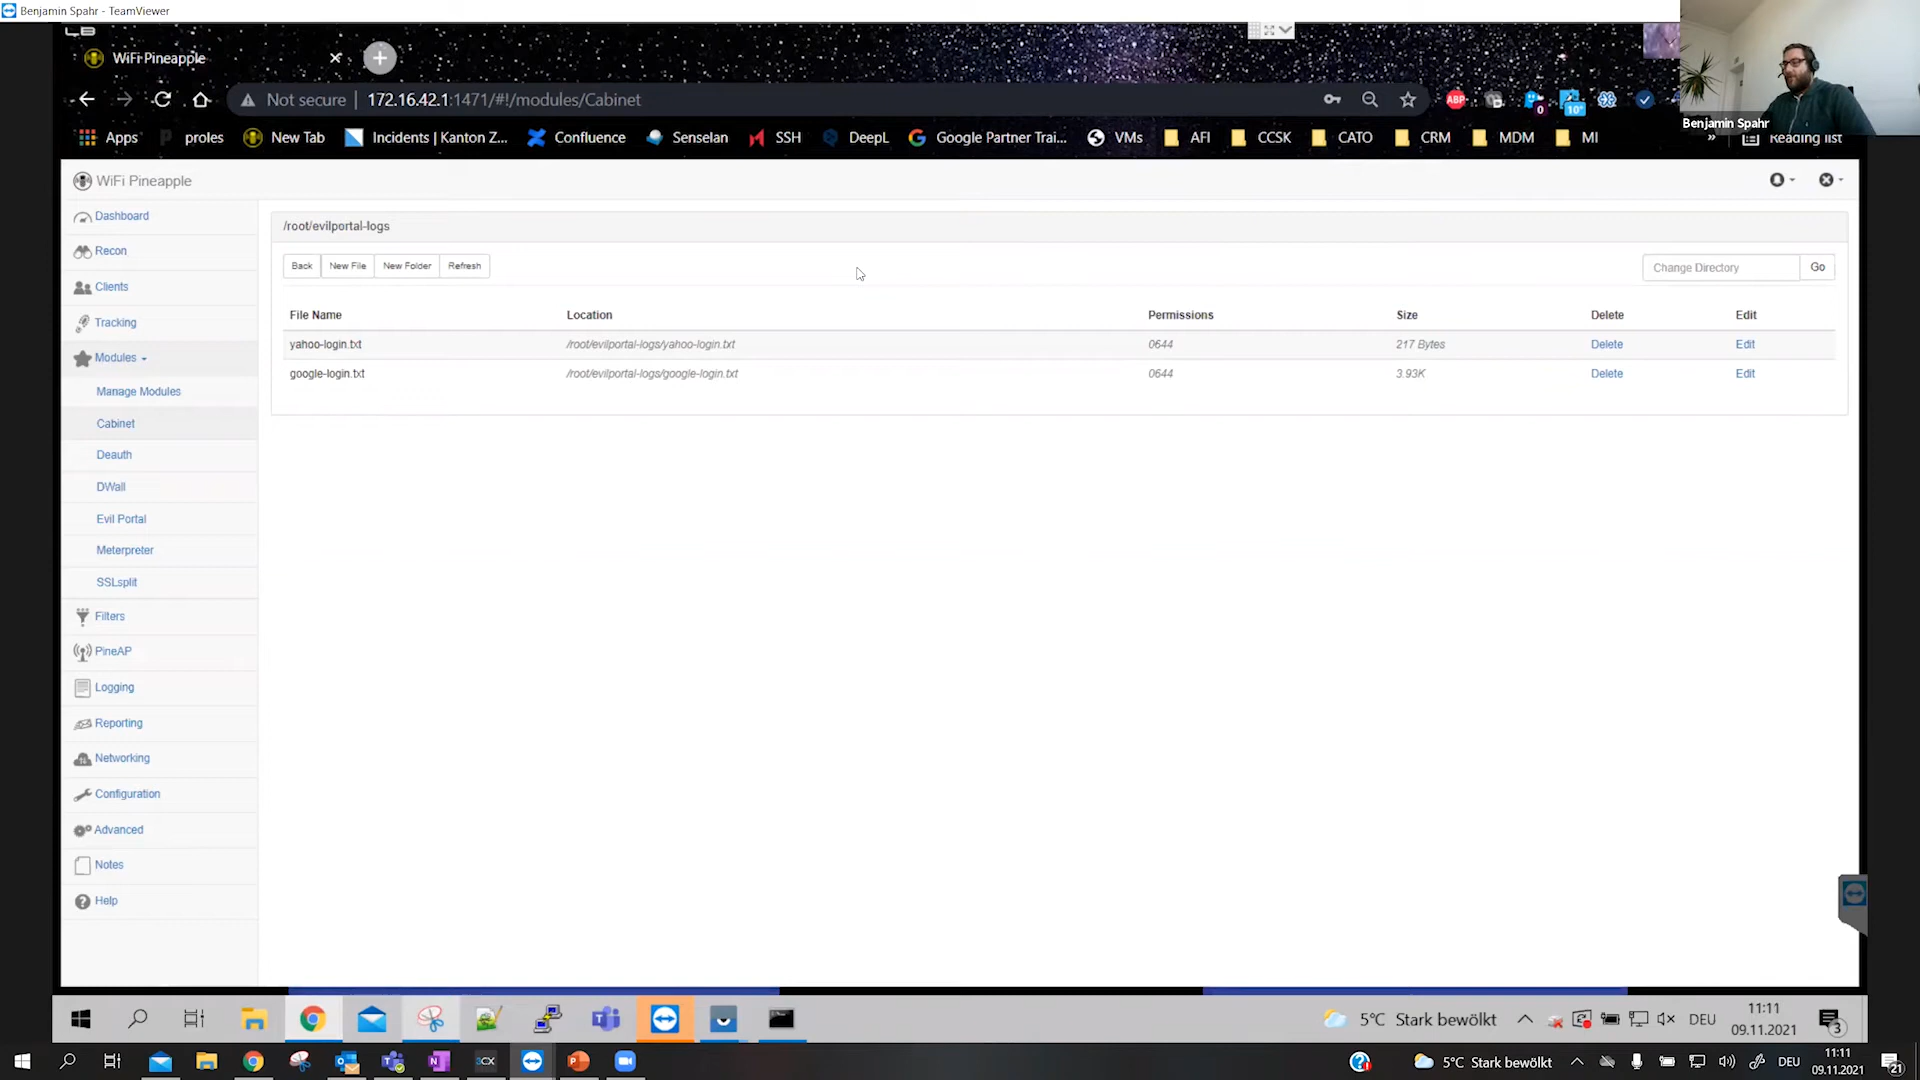 Benjamin Spahr - TeamViewer
WiFi Pineapple
Not secure | 172.16.42.1:1471/#!/modules/Cabinet
ABP 0 10°
Benjamin Spahr
Apps proles New Tab Incidents | Kanton Z... Confluence Senselan SSH DeepL Google Partner Trai... VMs AFI CCSK CATO CRM MDM MI » Reading list
WiFi Pineapple
Dashboard
Recon
Clients
Tracking
Modules
Manage Modules
Cabinet
Deauth
DWall
Evil Portal
Meterpreter
SSLsplit
Filters
PineAP
Logging
Reporting
Networking
Configuration
Advanced
Notes
Help
/root/evilportal-logs
Back New File New Folder Refresh Change Directory Go
File Name Location Permissions Size Delete Edit
yahoo-login.txt /root/evilportal-logs/yahoo-login.txt 0644 217 Bytes Delete Edit
google-login.txt /root/evilportal-logs/google-login.txt 0644 3.93K Delete Edit
5°C Stark bewölkt DEU 11:11
09.11.2021 3
3CX 5°C Stark bewölkt DEU 11:11
09.11.2021 21